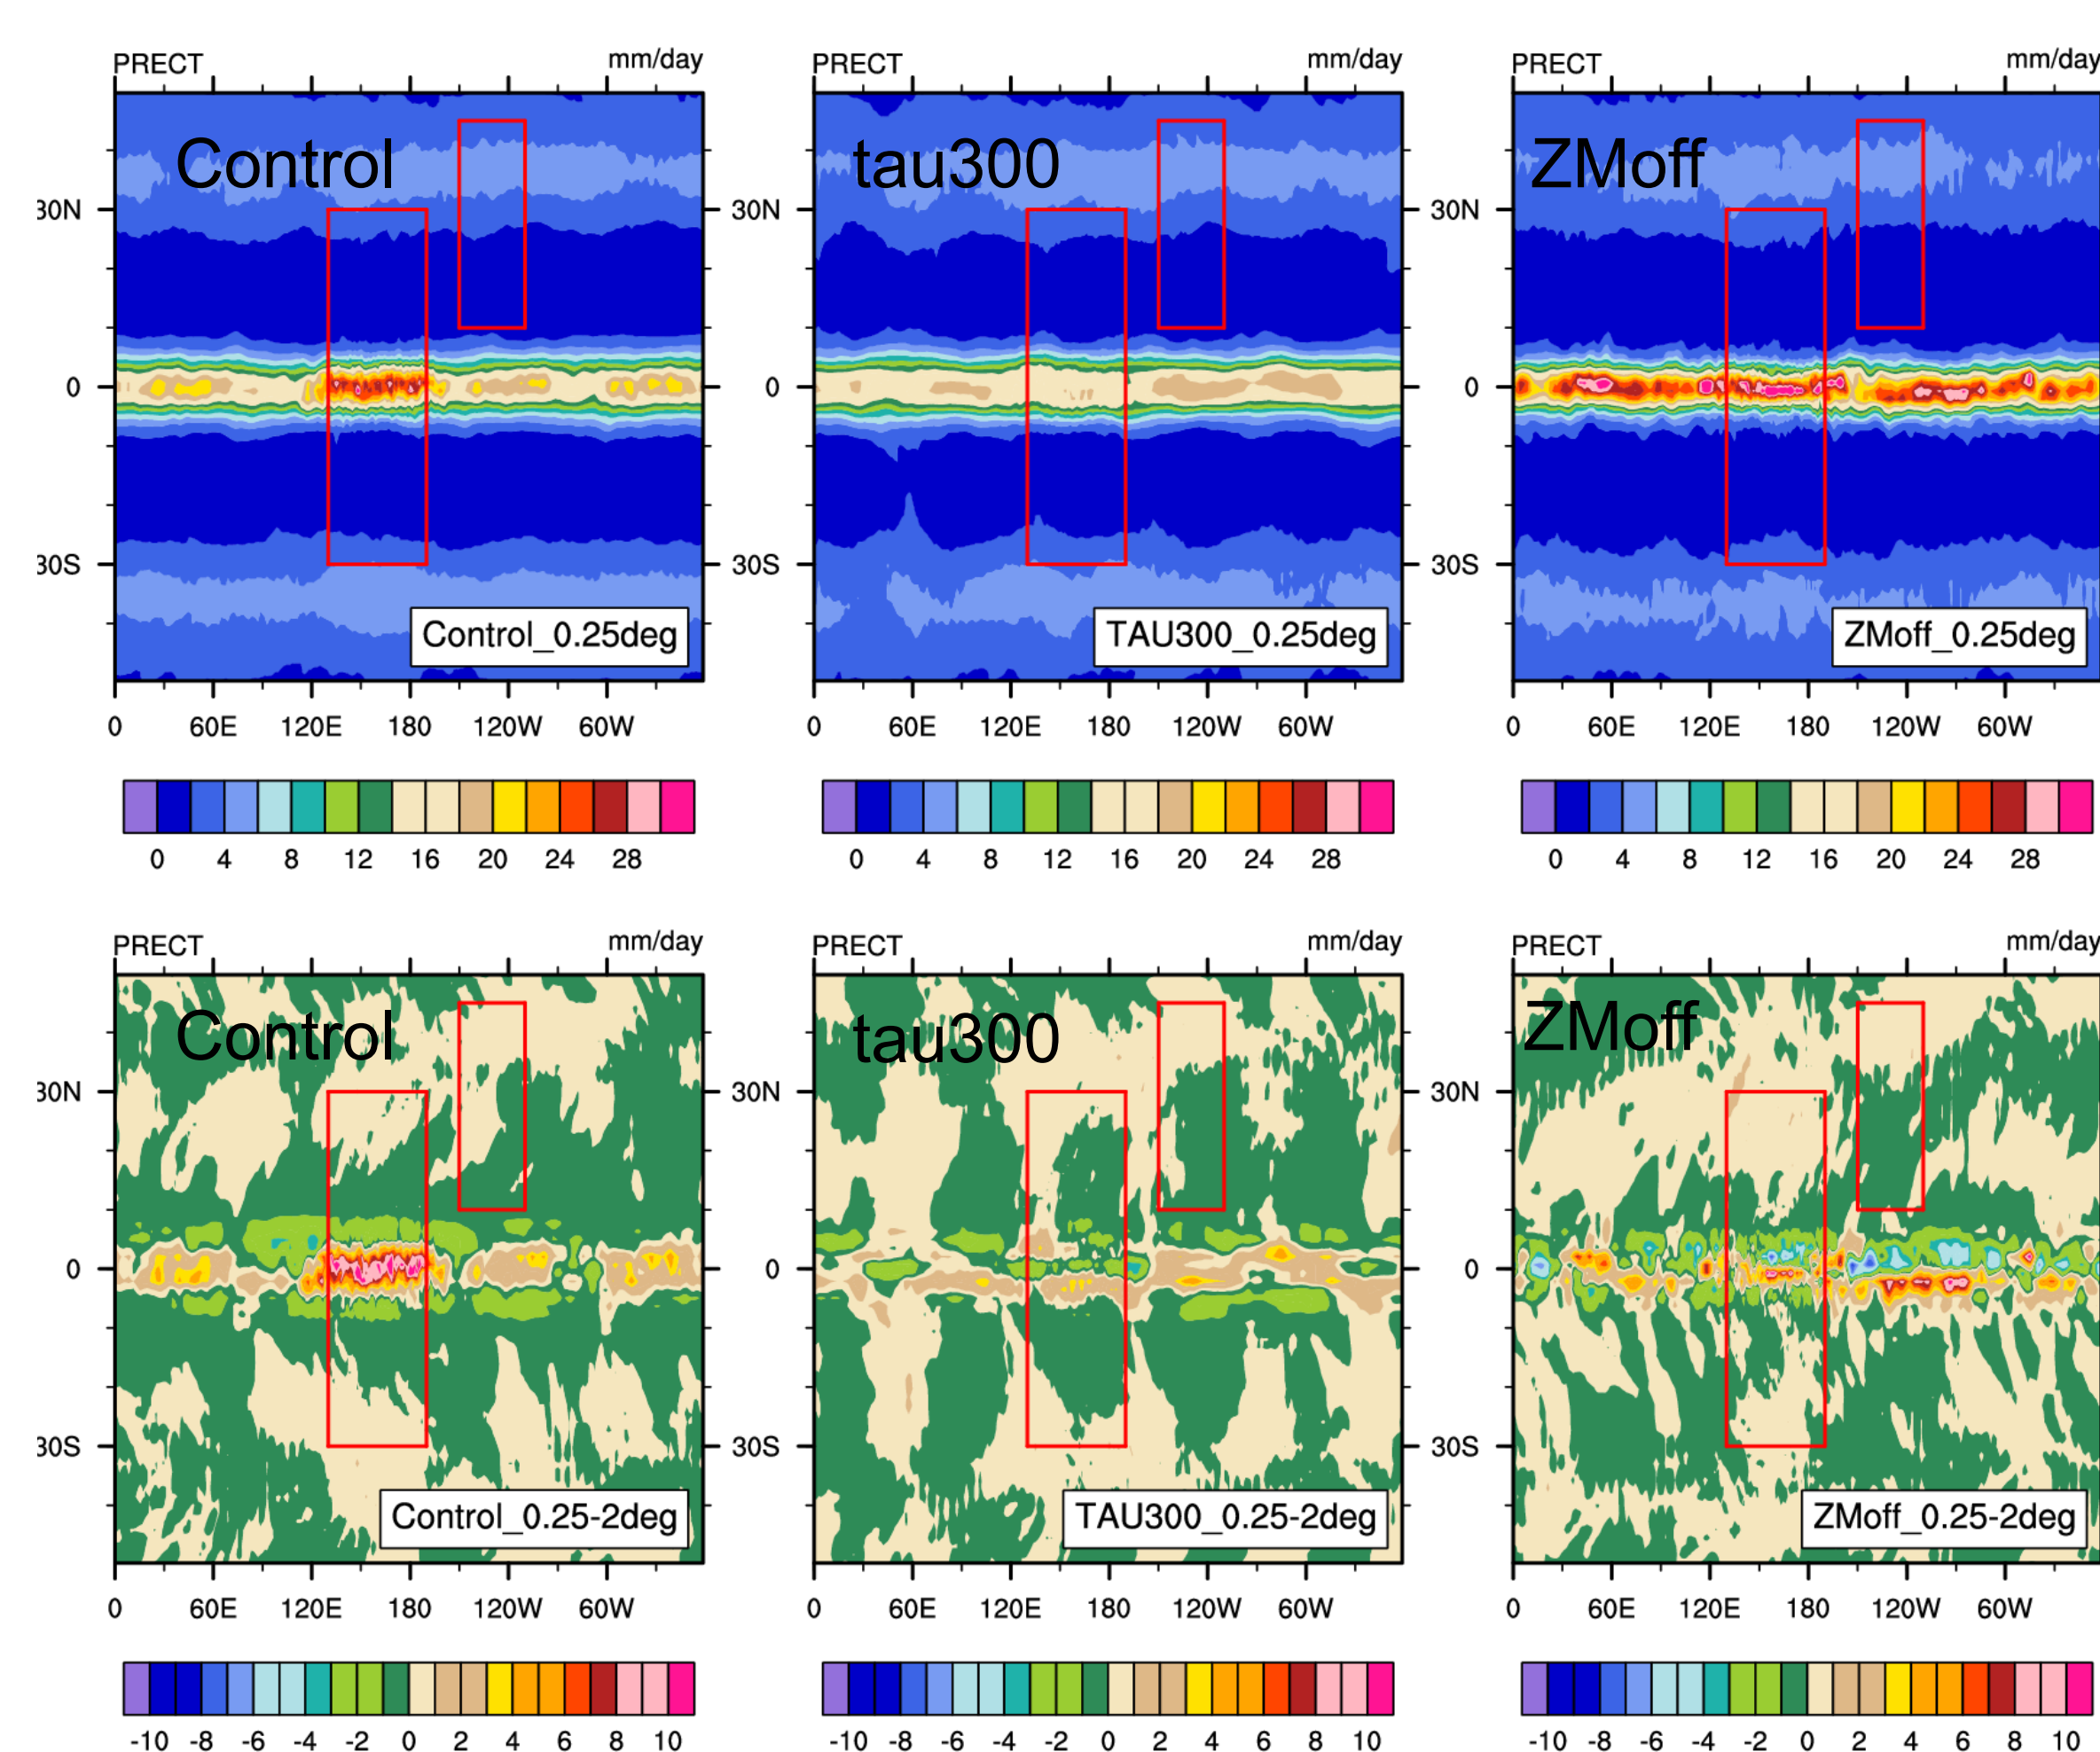 PRECT mm/day PRECT mm/day PRECT mm/day
Control tau300 ZMoff
30N 30N 30N
0 0 0
30S 30S 30S
Control_0.25deg TAU300_0.25deg ZMoff_0.25deg
0 60E 120E 180 120W 60W 0 60E 120E 180 120W 60W 0 60E 120E 180 120W 60W
0 4 8 12 16 20 24 28 0 4 8 12 16 20 24 28 0 4 8 12 16 20 24 28
PRECT mm/day PRECT mm/day PRECT mm/day
Control tau300 ZMoff
30N 30N 30N
0 0 0
30S 30S 30S
Control_0.25-2deg TAU300_0.25-2deg ZMoff_0.25-2deg
0 60E 120E 180 120W 60W 0 60E 120E 180 120W 60W 0 60E 120E 180 120W 60W
-10 -8 -6 -4 -2 0 2 4 6 8 10 -10 -8 -6 -4 -2 0 2 4 6 8 10 -10 -8 -6 -4 -2 0 2 4 6 8 10